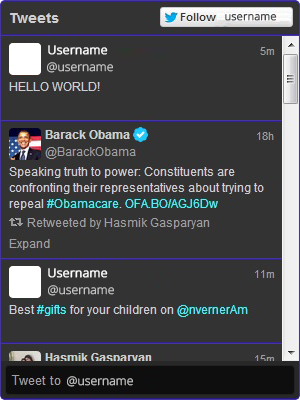 Tweets Follow username
Username 5m
@username
HELLO WORLD!
Barack Obama 18h
@BarackObama
Speaking truth to power: Constituents are
confronting their representatives about trying to
repeal #Obamacare. OFA.BO/AGJ6Dw
Retweeted by Hasmik Gasparyan
Expand
Username 11m
@username
Best #gifts for your children on @nvernerAm
Hasmik Gasparyan 15m
Tweet to @username